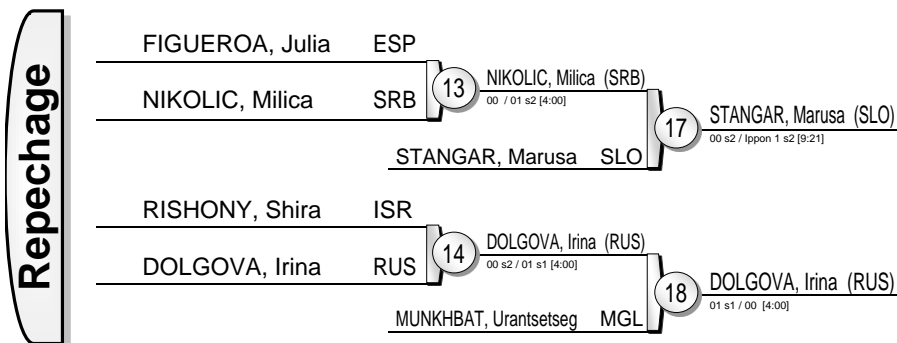 Repechage
FIGUEROA, Julia ESP
NIKOLIC, Milica SRB
13
NIKOLIC, Milica (SRB)
00 / 01 s2 [4:00]
STANGAR, Marusa SLO
17
STANGAR, Marusa (SLO)
00 s2 / Ippon 1 s2 [9:21]
RISHONY, Shira ISR
DOLGOVA, Irina RUS
14
DOLGOVA, Irina (RUS)
00 s2 / 01 s1 [4:00]
MUNKHBAT, Urantsetseg MGL
18
DOLGOVA, Irina (RUS)
01 s1 / 00 [4:00]